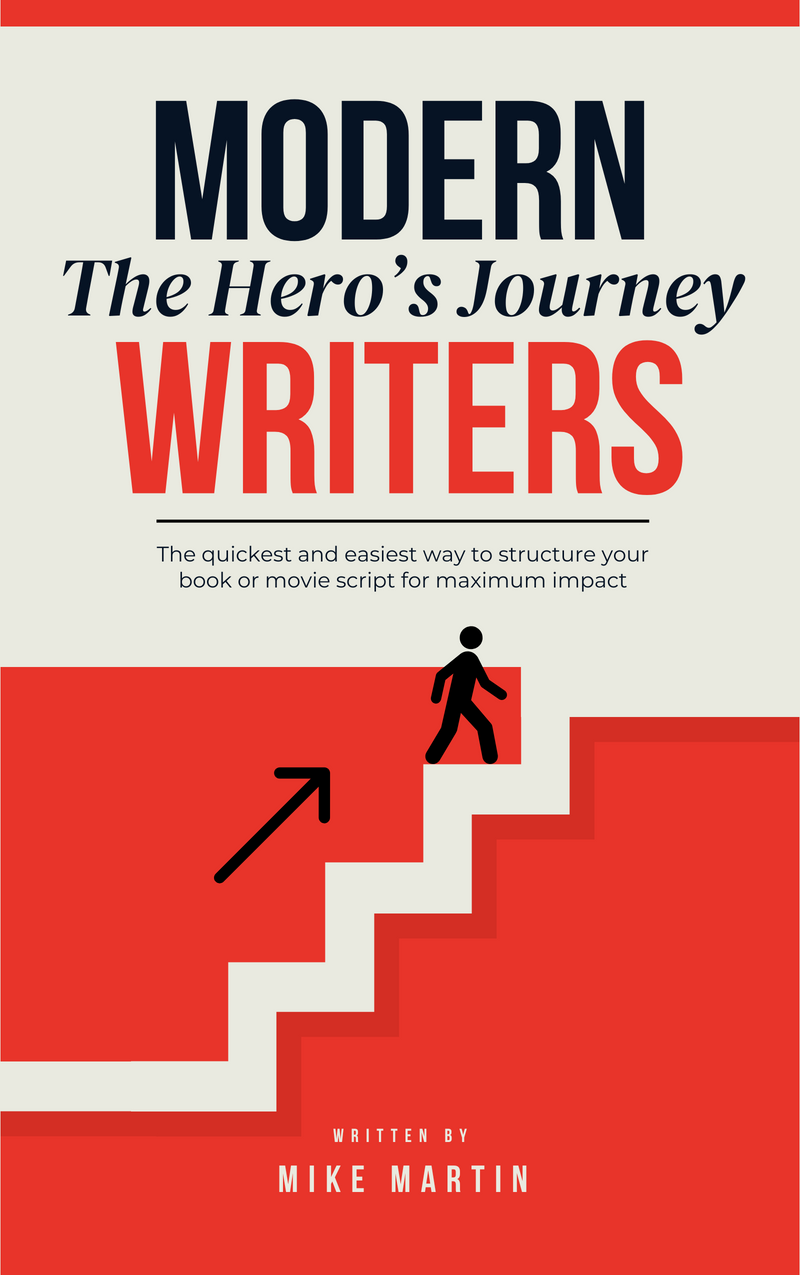 MODERN
The Hero’s Journey
WRITERS
The quickest and easiest way to structure your
book or movie script for maximum impact
WRITTEN BY
MIKE MARTIN